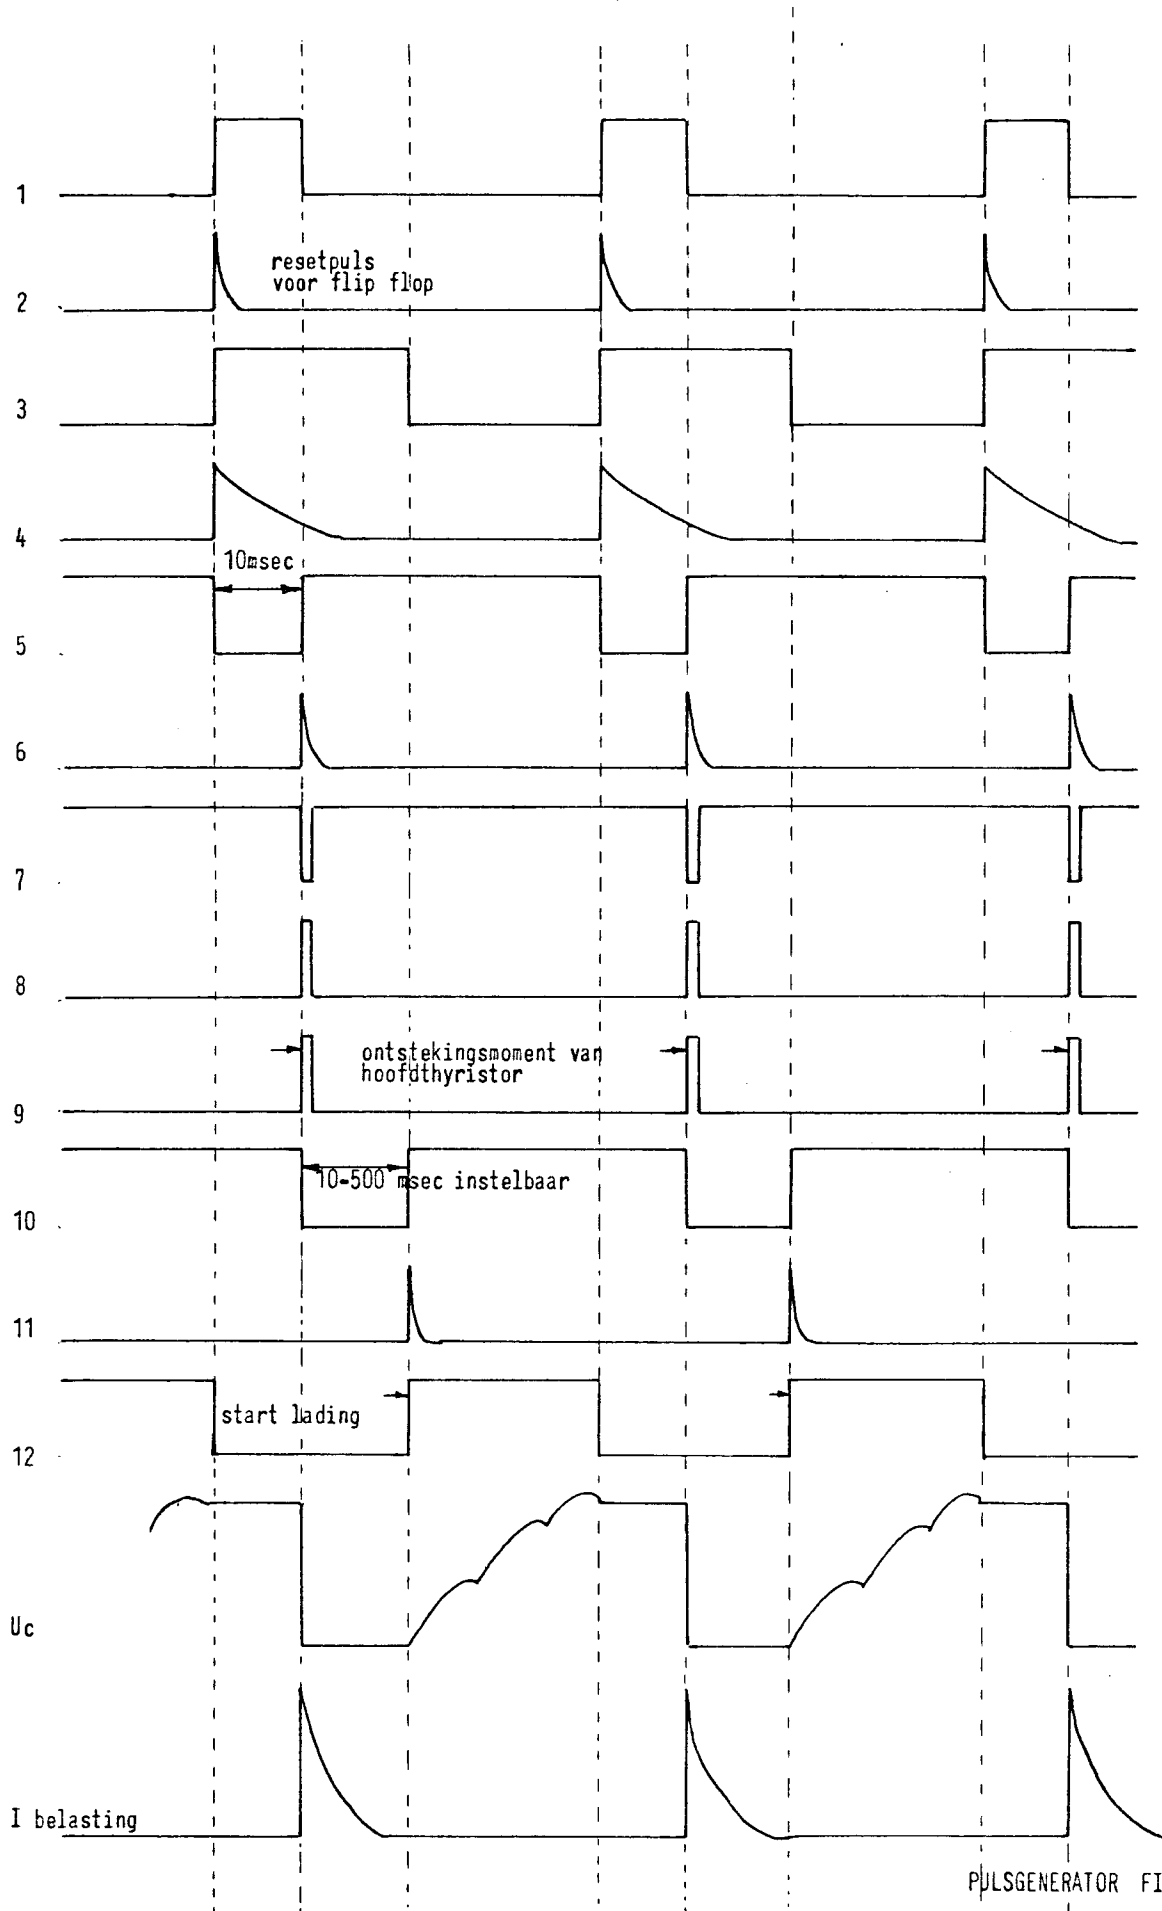 1
resetpuls
voor flip flop
2
3
4
10msec
5
6
7
8
ontstekingsmoment van
hoofdthyristor
9
10-500 msec instelbaar
10
11
start lading
12
Uc
I belasting
PULSGENERATOR FI